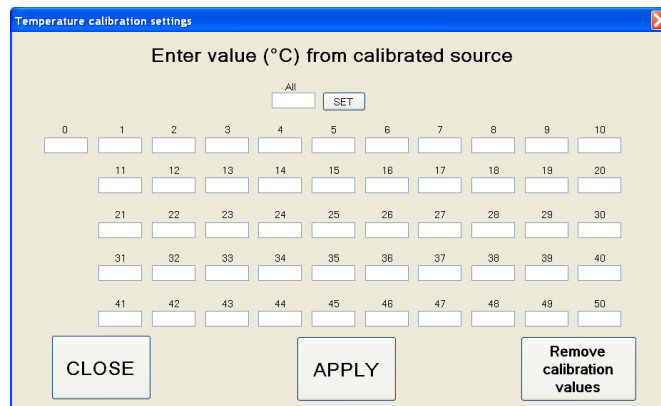 Temperature calibration settings
Enter value (°C) from calibrated source
All
SET
0 1 2 3 4 5 6 7 8 9 10
11 12 13 14 15 16 17 18 19 20
21 22 23 24 25 26 27 28 29 30
31 32 33 34 35 36 37 38 39 40
41 42 43 44 45 46 47 48 49 50
CLOSE
APPLY
Remove
calibration
values